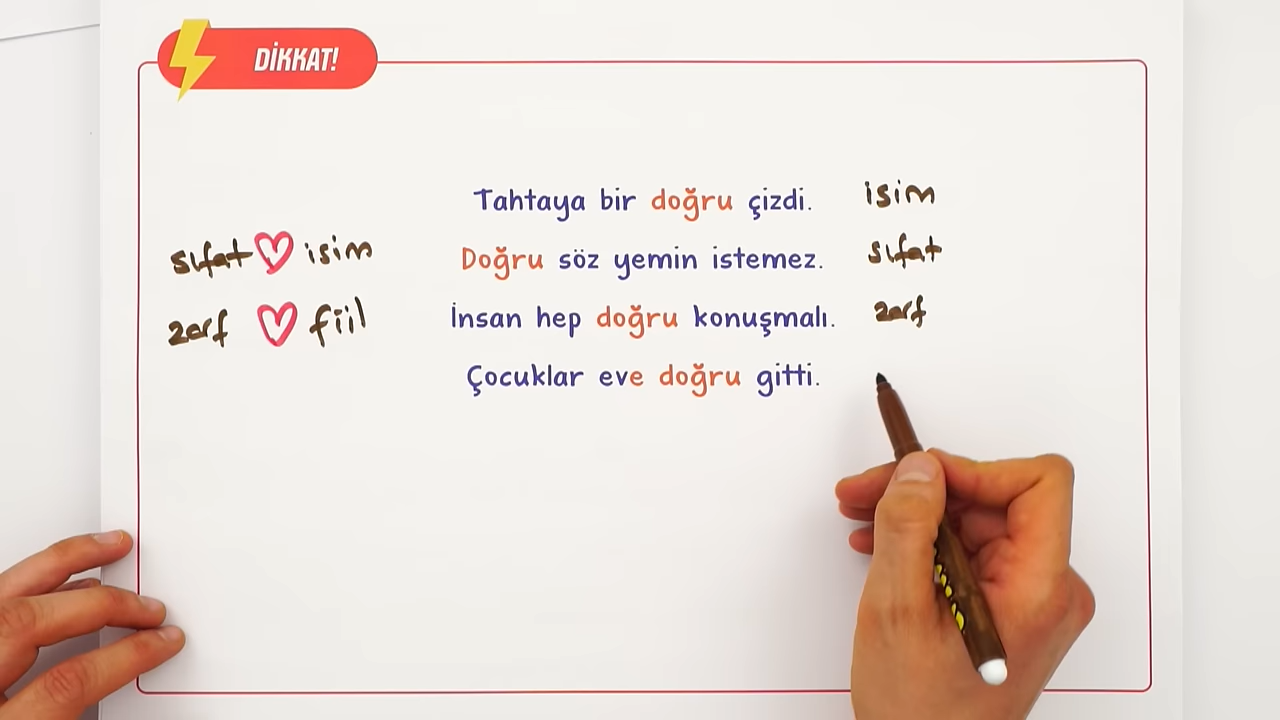 DİKKAT!
Tahtaya bir doğru çizdi. isim
sıfat ♡ isim Doğru söz yemin istemez. sıfat
zarf ♡ fiil İnsan hep doğru konuşmalı. zarf
Çocuklar eve doğru gitti.